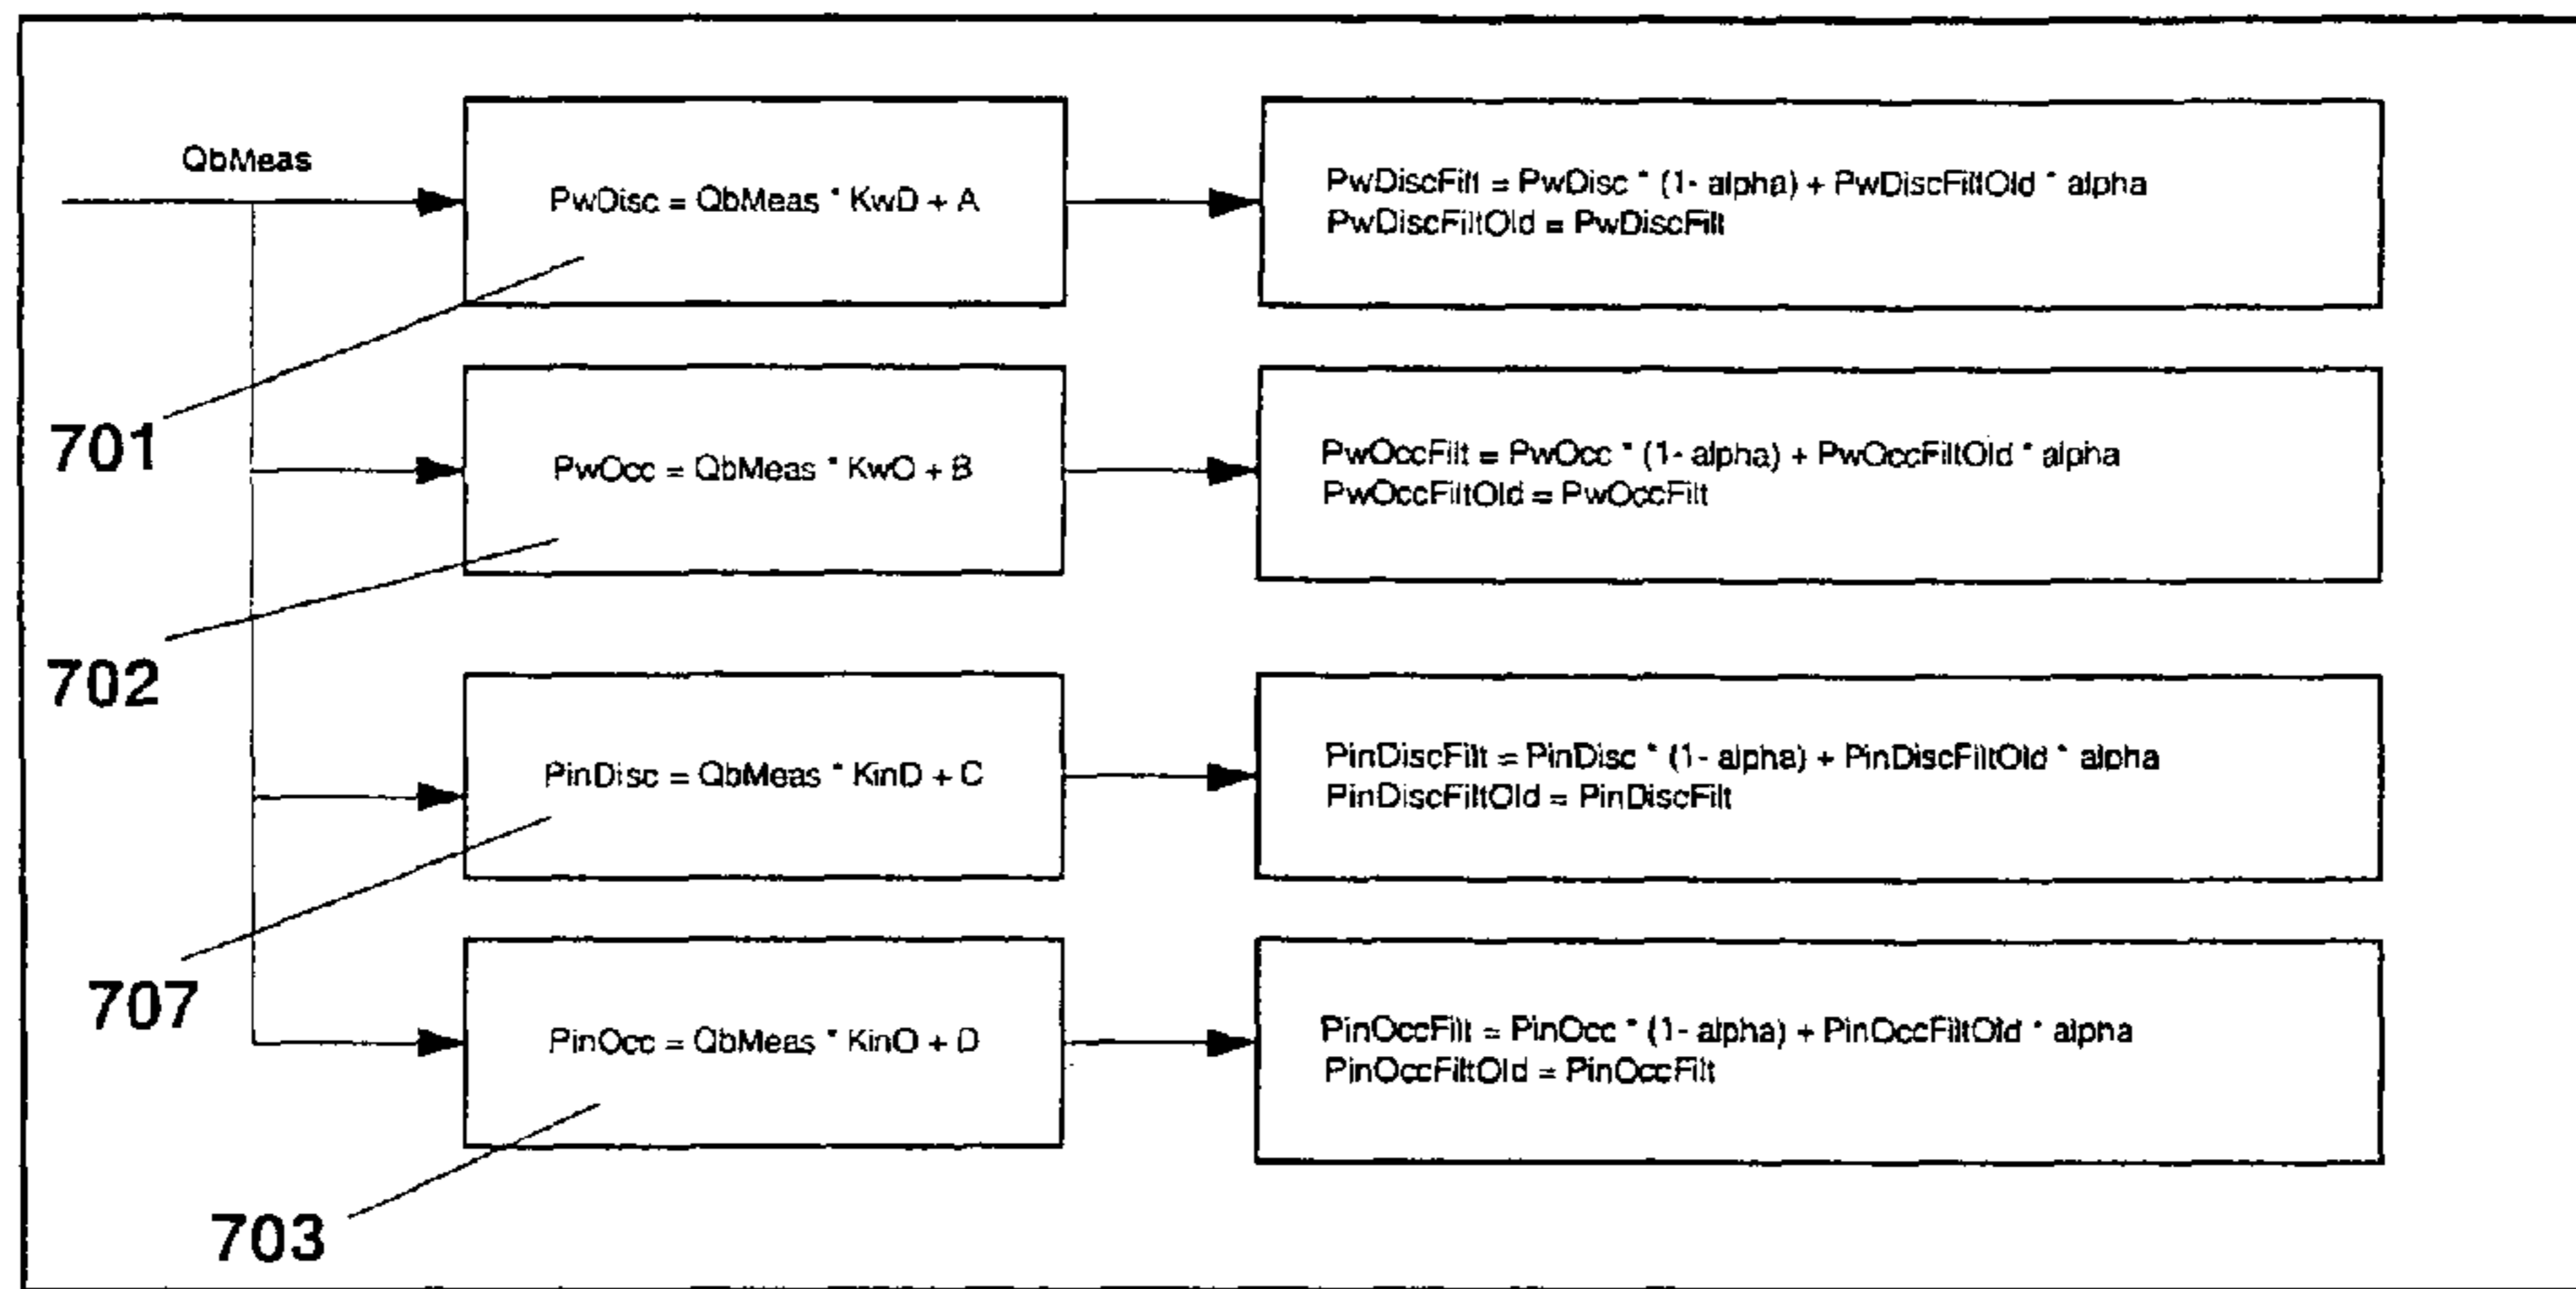 QbMeas
PwDisc = QbMeas * KwD + A
PwDiscFilt = PwDisc * (1- alpha) + PwDiscFiltOld * alpha
PwDiscFiltOld = PwDiscFilt
701
PwOcc = QbMeas * KwO + B
PwOccFilt = PwOcc * (1- alpha) + PwOccFiltOld * alpha
PwOccFiltOld = PwOccFilt
702
PinDisc = QbMeas * KinD + C
PinDiscFilt = PinDisc * (1- alpha) + PinDiscFiltOld * alpha
PinDiscFiltOld = PinDiscFilt
707
PinOcc = QbMeas * KinO + D
PinOccFilt = PinOcc * (1- alpha) + PinOccFiltOld * alpha
PinOccFiltOld = PinOccFilt
703